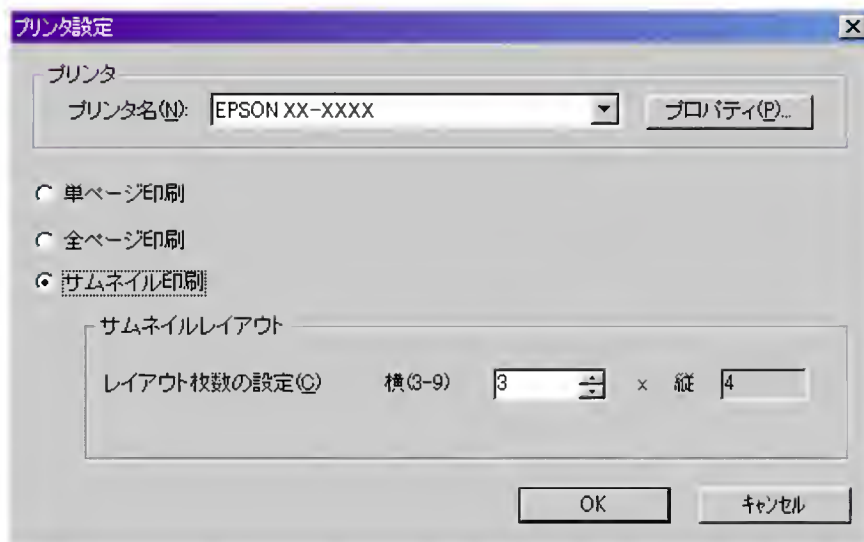 プリンタ設定
プリンタ
プリンタ名(N): EPSON XX-XXXX プロパティ(P)...
単ページ印刷
全ページ印刷
サムネイル印刷
サムネイルレイアウト
レイアウト枚数の設定(C) 横(3-9) 3 x 縦 4
OK キャンセル